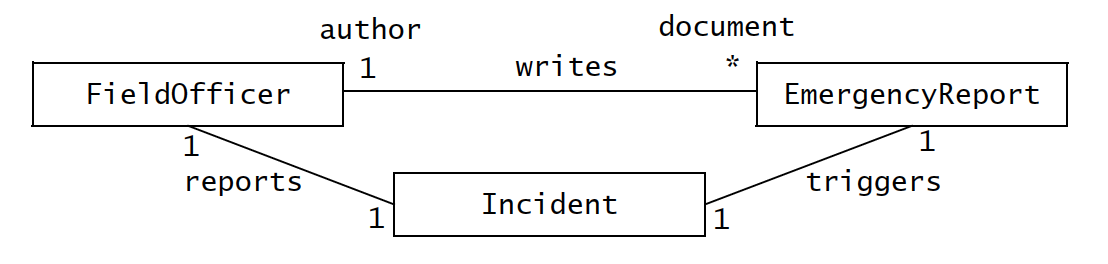 author
document
1
writes
*
FieldOfficer
EmergencyReport
1
1
reports
triggers
Incident
1
1